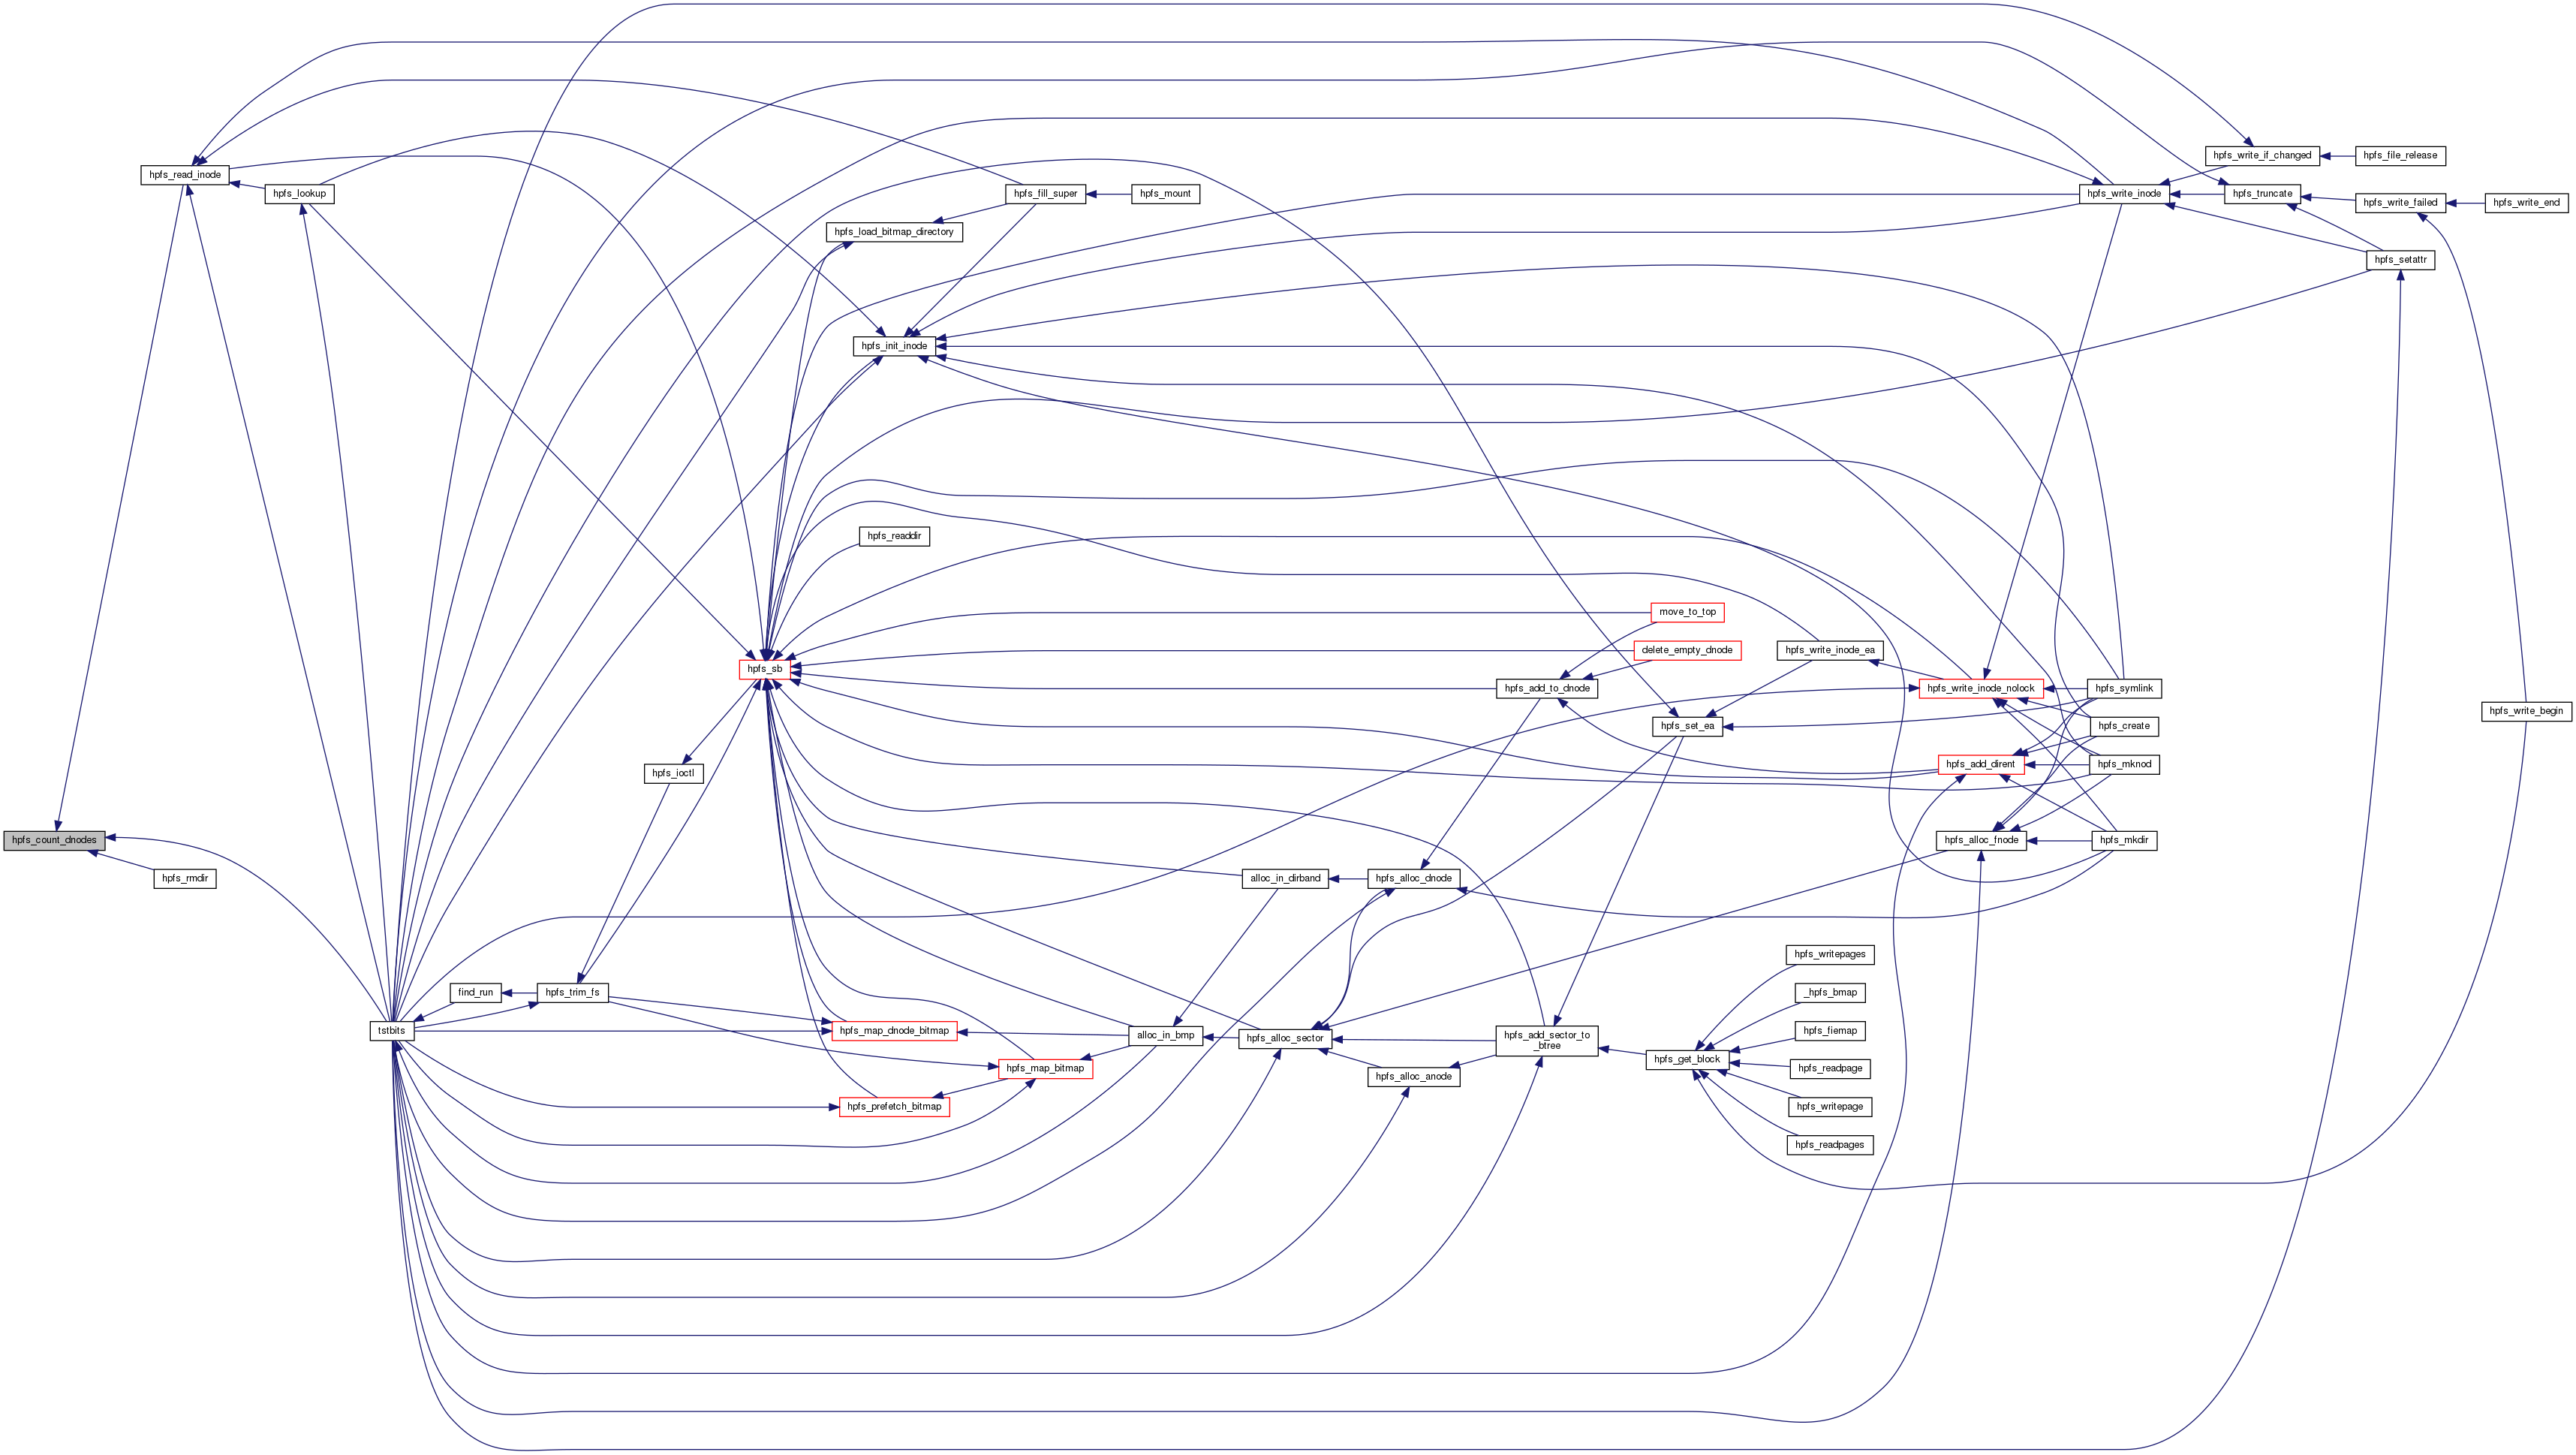 hpfs_write_if_changed
hpfs_file_release
hpfs_read_inode
hpfs_lookup
hpfs_fill_super
hpfs_mount
hpfs_write_inode
hpfs_truncate
hpfs_write_failed
hpfs_write_end
hpfs_load_bitmap_directory
hpfs_setattr
hpfs_init_inode
hpfs_readdir
move_to_top
hpfs_sb
delete_empty_dnode
hpfs_write_inode_ea
hpfs_add_to_dnode
hpfs_write_inode_nolock
hpfs_symlink
hpfs_write_begin
hpfs_set_ea
hpfs_create
hpfs_ioctl
hpfs_add_dirent
hpfs_mknod
hpfs_count_dnodes
hpfs_alloc_fnode
hpfs_mkdir
hpfs_rmdir
alloc_in_dirband
hpfs_alloc_dnode
hpfs_writepages
find_run
hpfs_trim_fs
_hpfs_bmap
tstbits
hpfs_map_dnode_bitmap
alloc_in_bmp
hpfs_alloc_sector
hpfs_add_sector_to
_btree
hpfs_fiemap
hpfs_get_block
hpfs_map_bitmap
hpfs_alloc_anode
hpfs_readpage
hpfs_prefetch_bitmap
hpfs_writepage
hpfs_readpages